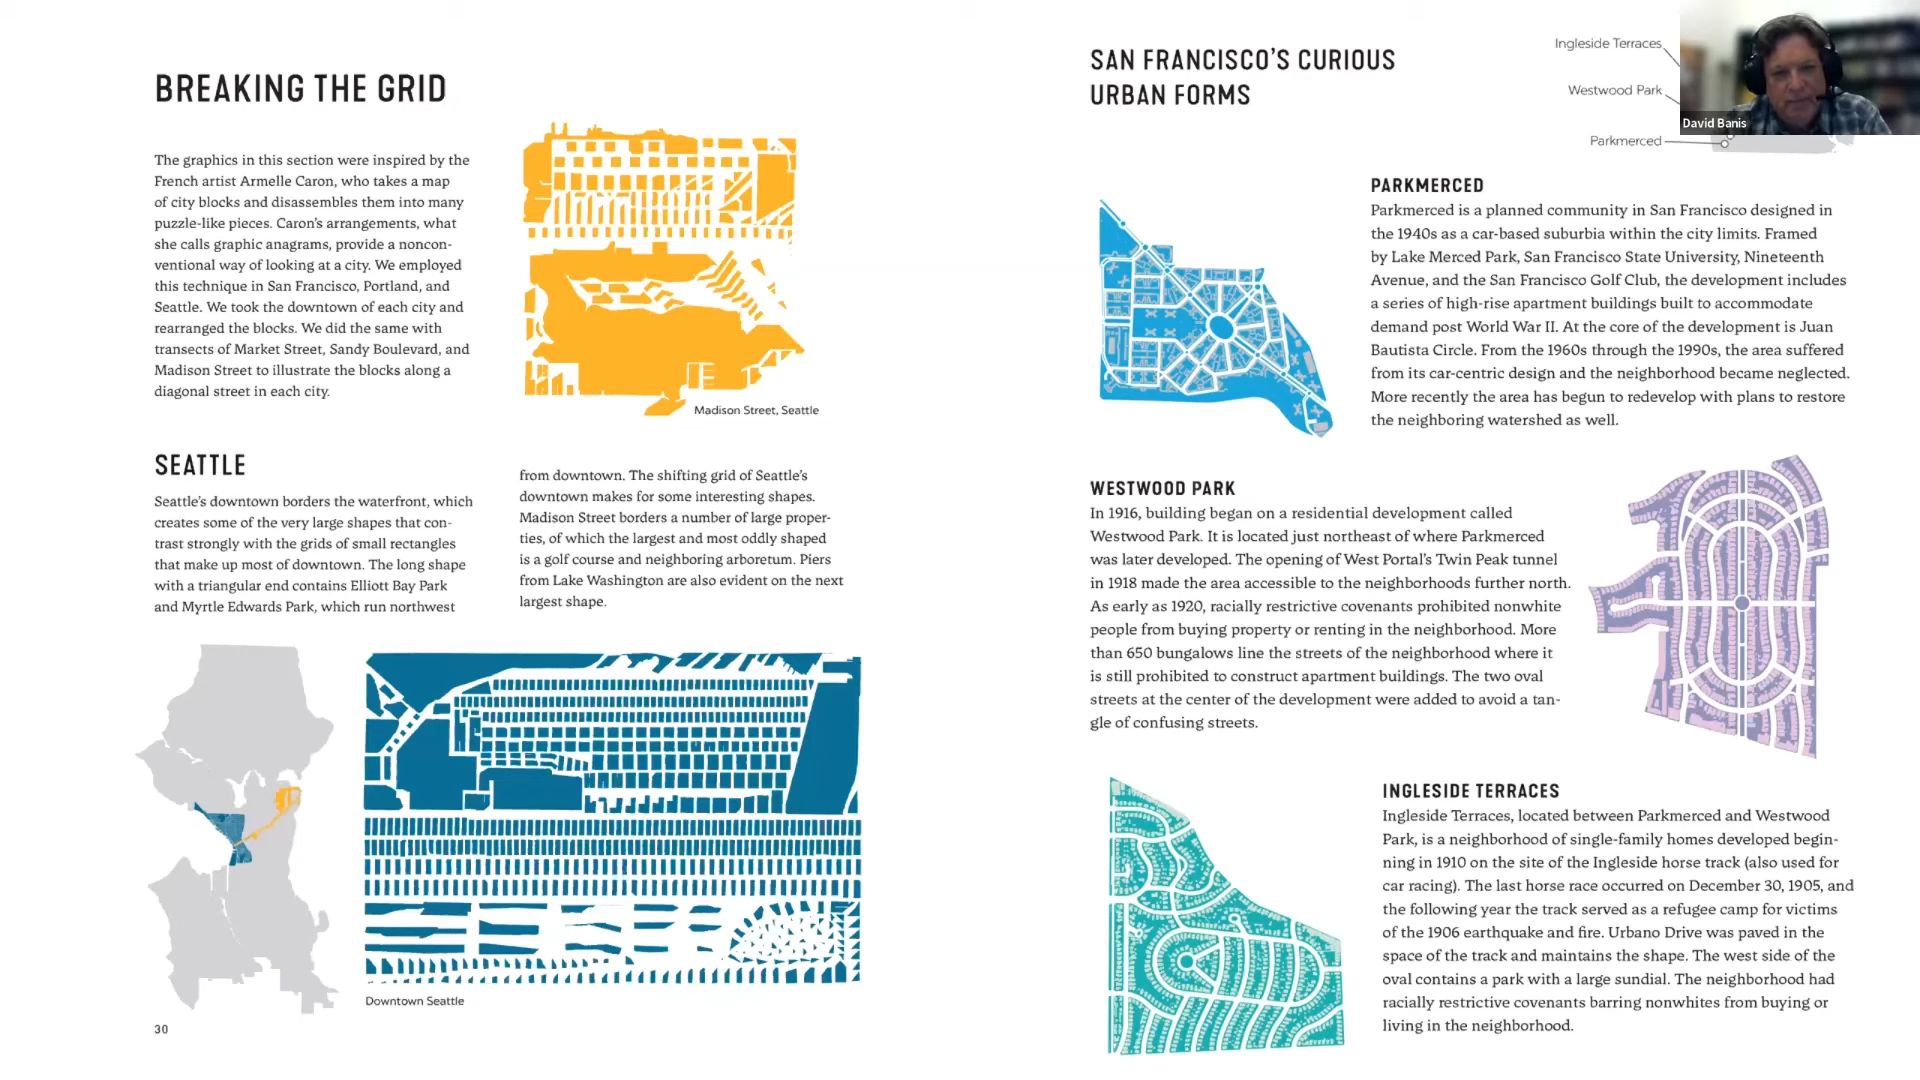 BREAKING THE GRID
The graphics in this section were inspired by the
French artist Armelle Caron, who takes a map
of city blocks and disassembles them into many
puzzle-like pieces. Caron’s arrangements, what
she calls graphic anagrams, provide a noncon-
ventional way of looking at a city. We employed
this technique in San Francisco, Portland, and
Seattle. We took the downtown of each city and
rearranged the blocks. We did the same with
transects of Market Street, Sandy Boulevard, and
Madison Street to illustrate the blocks along a
diagonal street in each city.
Madison Street, Seattle
SEATTLE
Seattle’s downtown borders the waterfront, which
creates some of the very large shapes that con-
trast strongly with the grids of small rectangles
that make up most of downtown. The long shape
with a triangular end contains Elliott Bay Park
and Myrtle Edwards Park, which run northwest
from downtown. The shifting grid of Seattle’s
downtown makes for some interesting shapes.
Madison Street borders a number of large proper-
ties, of which the largest and most oddly shaped
is a golf course and neighboring arboretum. Piers
from Lake Washington are also evident on the next
largest shape.
Downtown Seattle
30
SAN FRANCISCO’S CURIOUS
URBAN FORMS
Ingleside Terraces
Westwood Park
Parkmerced
David Banis
PARKMERCED
Parkmerced is a planned community in San Francisco designed in
the 1940s as a car-based suburbia within the city limits. Framed
by Lake Merced Park, San Francisco State University, Nineteenth
Avenue, and the San Francisco Golf Club, the development includes
a series of high-rise apartment buildings built to accommodate
demand post World War II. At the core of the development is Juan
Bautista Circle. From the 1960s through the 1990s, the area suffered
from its car-centric design and the neighborhood became neglected.
More recently the area has begun to redevelop with plans to restore
the neighboring watershed as well.
WESTWOOD PARK
In 1916, building began on a residential development called
Westwood Park. It is located just northeast of where Parkmerced
was later developed. The opening of West Portal’s Twin Peak tunnel
in 1918 made the area accessible to the neighborhoods further north.
As early as 1920, racially restrictive covenants prohibited nonwhite
people from buying property or renting in the neighborhood. More
than 650 bungalows line the streets of the neighborhood where it
is still prohibited to construct apartment buildings. The two oval
streets at the center of the development were added to avoid a tan-
gle of confusing streets.
INGLESIDE TERRACES
Ingleside Terraces, located between Parkmerced and Westwood
Park, is a neighborhood of single-family homes developed begin-
ning in 1910 on the site of the Ingleside horse track (also used for
car racing). The last horse race occurred on December 30, 1905, and
the following year the track served as a refugee camp for victims
of the 1906 earthquake and fire. Urbano Drive was paved in the
space of the track and maintains the shape. The west side of the
oval contains a park with a large sundial. The neighborhood had
racially restrictive covenants barring nonwhites from buying or
living in the neighborhood.